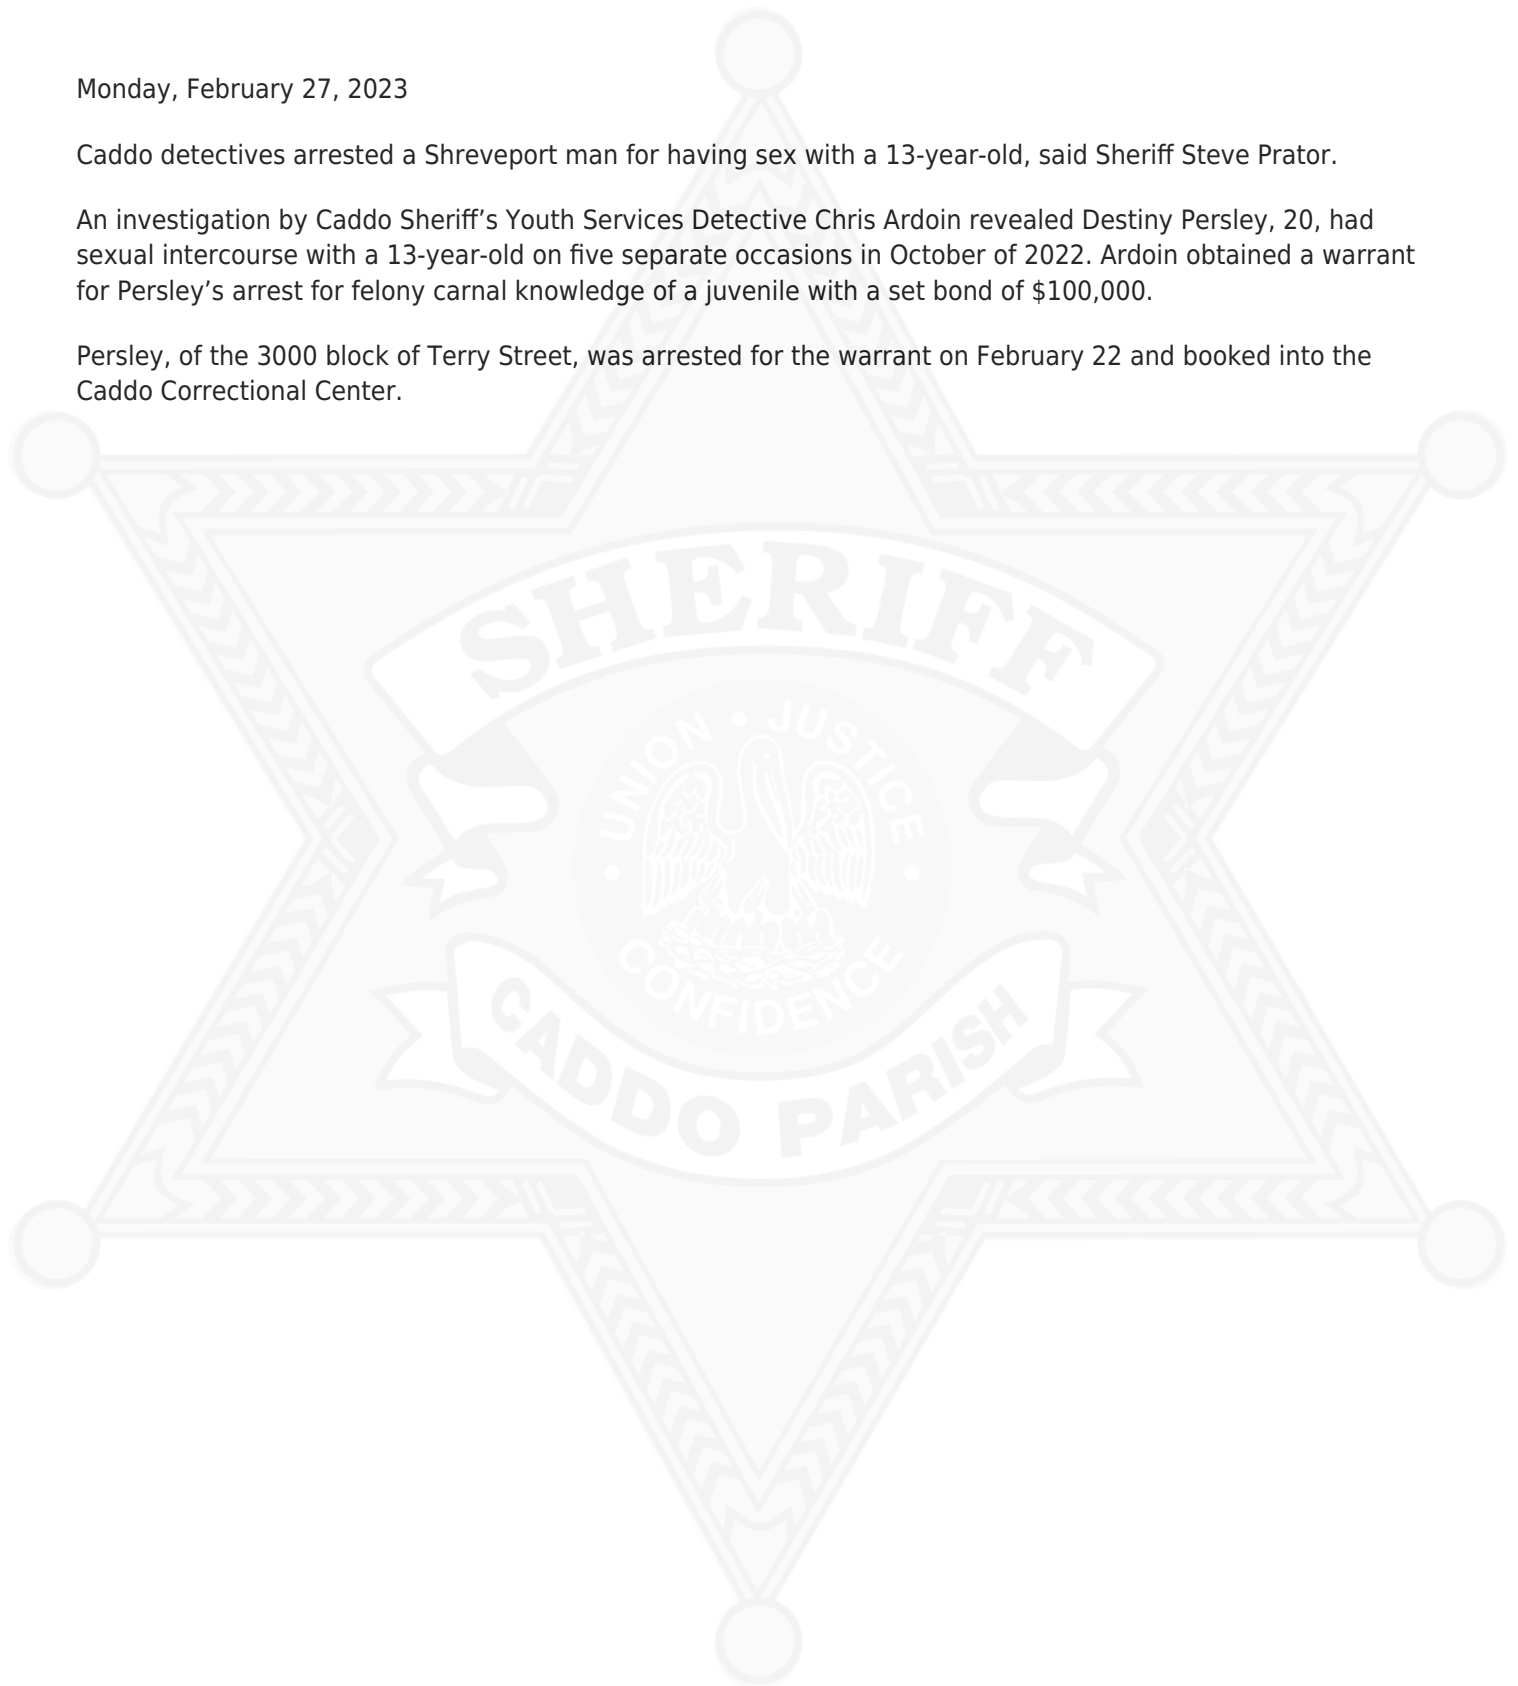 Monday, February 27, 2023
Caddo detectives arrested a Shreveport man for having sex with a 13-year-old, said Sheriff Steve Prator.
An investigation by Caddo Sheriff’s Youth Services Detective Chris Ardoin revealed Destiny Persley, 20, had
sexual intercourse with a 13-year-old on five separate occasions in October of 2022. Ardoin obtained a warrant
for Persley’s arrest for felony carnal knowledge of a juvenile with a set bond of $100,000.
Persley, of the 3000 block of Terry Street, was arrested for the warrant on February 22 and booked into the
Caddo Correctional Center.
SHERIFF
UNION • JUSTICE
• CONFIDENCE •
CADDO PARISH